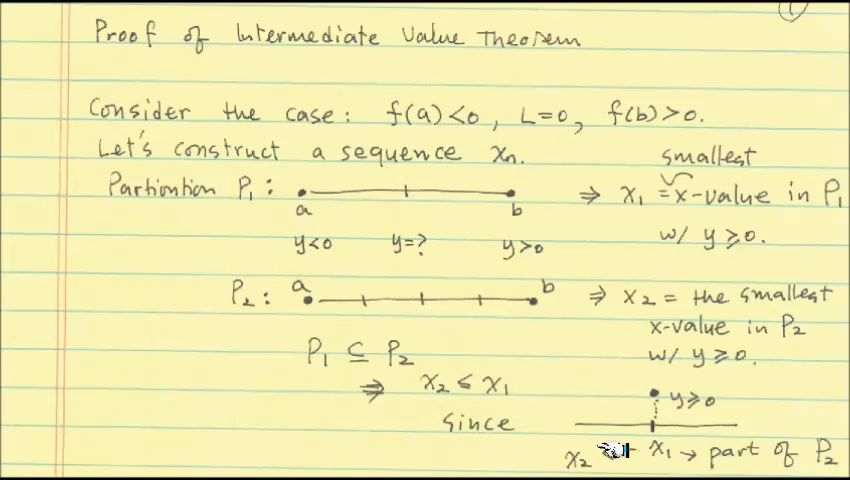 1
Proof of Intermediate Value Theorem
Consider the case: f(a)<0, L=0, f(b)>0.
Let's construct a sequence xn.
Partiontion P1: a b ⇒ x1 = smallest x-value in P1
y<0 y=? y>0 w/ y≥0.
P2: a b ⇒ x2 = the smallest
x-value in P2
w/ y≥0.
P1 ⊆ P2
⇒ x2 ≤ x1
y≥0
since
x2 x1 → part of P2